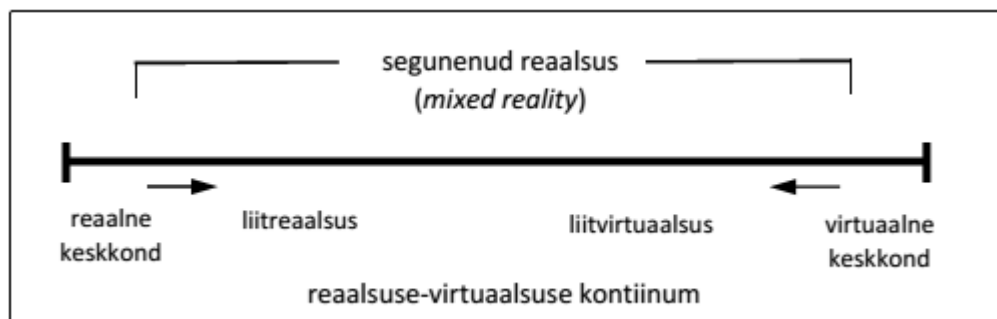 segunenud reaalsus
(mixed reality)
reaalne
keskkond
liitreaalsus
liitvirtuaalsus
virtuaalne
keskkond
reaalsuse-virtuaalsuse kontiinum